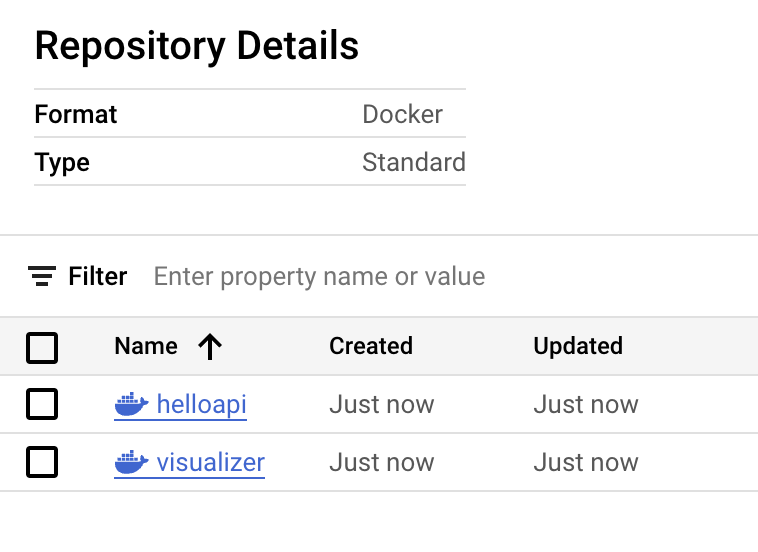 Repository Details
Format Docker
Type Standard
Filter Enter property name or value
Name Created Updated
helloapi Just now Just now
visualizer Just now Just now